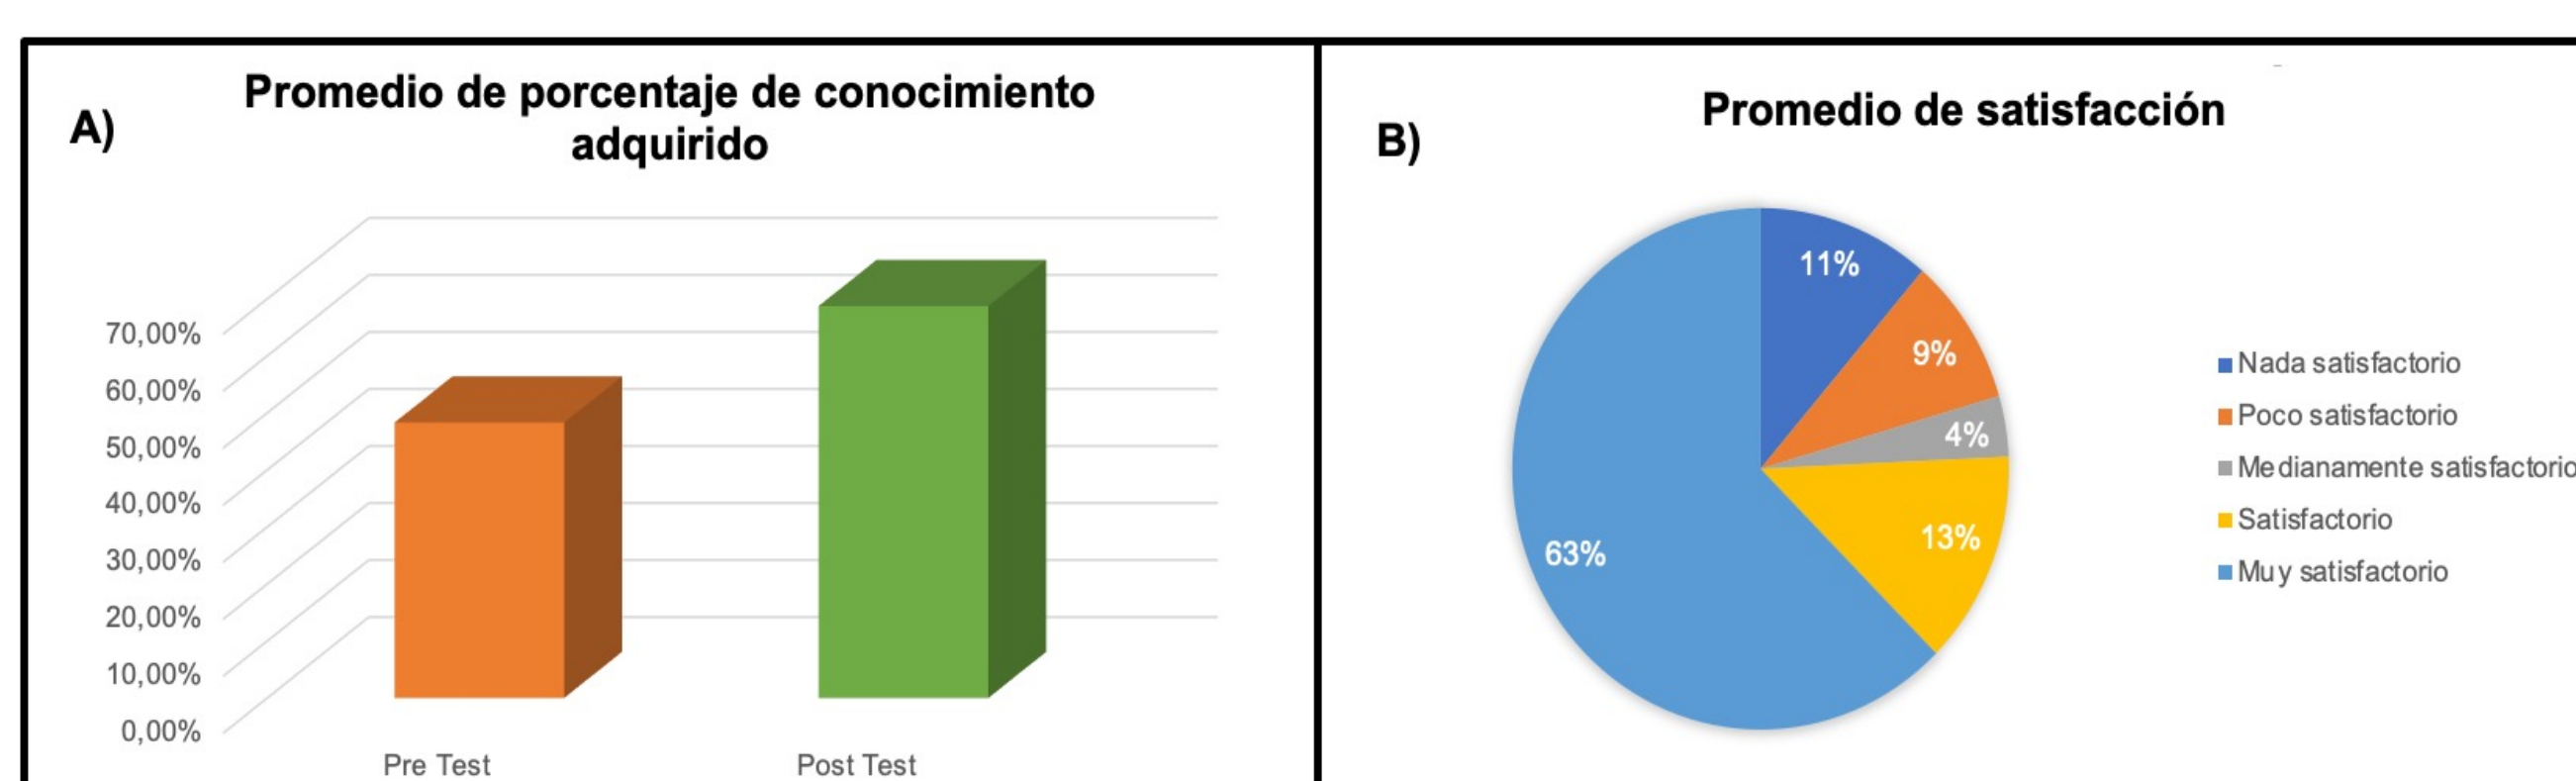 A)
Promedio de porcentaje de conocimiento
adquirido
70,00%
60,00%
50,00%
40,00%
30,00%
20,00%
10,00%
0,00%
Pre Test
Post Test
B)
Promedio de satisfacción
11%
9%
4%
13%
63%
Nada satisfactorio
Poco satisfactorio
Medianamente satisfactorio
Satisfactorio
Muy satisfactorio